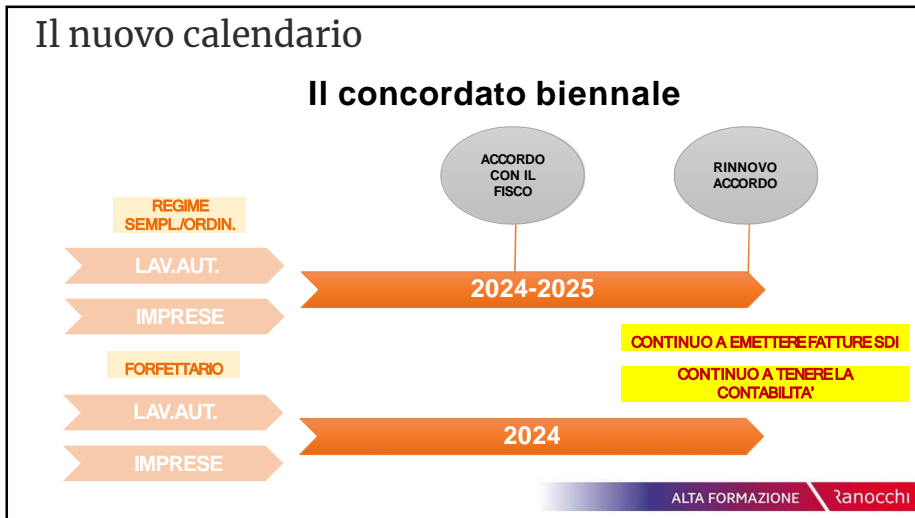 Il nuovo calendario
Il concordato biennale
ACCORDO
CON IL
FISCO
RINNOVO
ACCORDO
REGIME
SEMPL./ORDIN.
LAV.AUT.
IMPRESE
2024-2025
CONTINUO A EMETTERE FATTURE SDI
CONTINUO A TENERE LA
CONTABILITA’
FORFETTARIO
LAV.AUT.
IMPRESE
2024
ALTA FORMAZIONE
Ranocchi